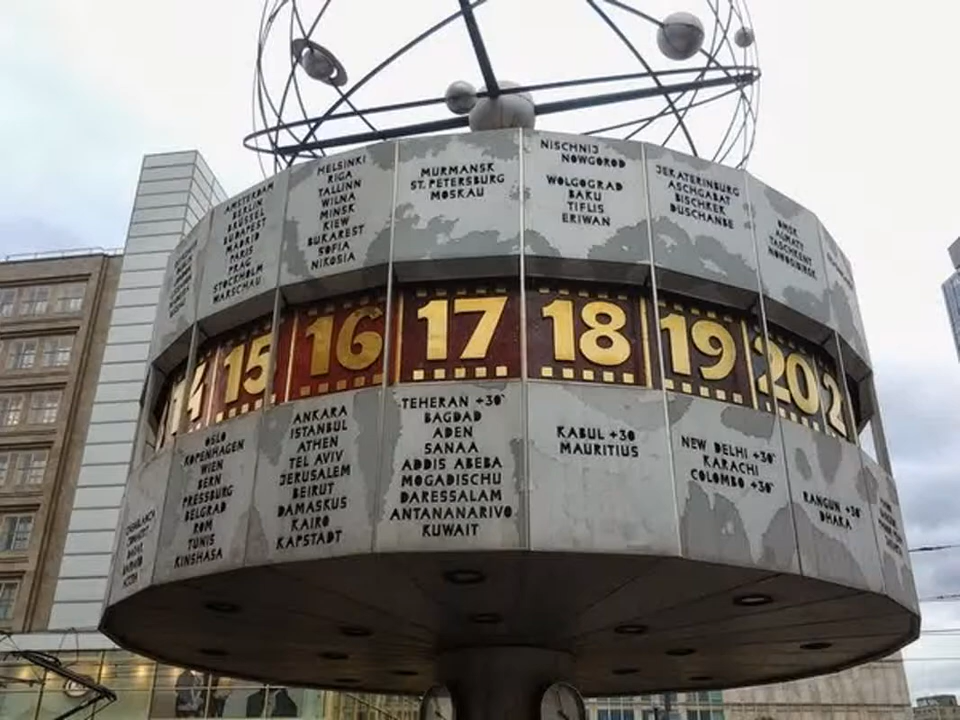 AMSTERDAM
BERLIN
BRÜSSEL
BUDAPEST
MADRID
PARIS
PRAG
STOCKHOLM
WARSCHAU
HELSINKI
RIGA
TALLINN
WILNA
MINSK
KIEW
BUKAREST
SOFIA
NIKOSIA
MURMANSK
ST. PETERSBURG
MOSKAU
NISCHNIJ
NOWGOROD
WOLGOGRAD
BAKU
TIFLIS
ERIWAN
JEKATERINBURG
ASCHGABAT
BISCHKEK
DUSCHANBE
OMSK
ALMATY
TASCHKENT
NOWOSIBIRSK
14
15
16
17
18
19
20
2
OSLO
KOPENHAGEN
WIEN
BERN
PRESSBURG
BELGRAD
ROM
TUNIS
KINSHASA
ANKARA
ISTANBUL
ATHEN
TEL AVIV
JERUSALEM
BEIRUT
DAMASKUS
KAIRO
KAPSTADT
TEHERAN +30'
BAGDAD
ADEN
SANAA
ADDIS ABEBA
MOGADISCHU
DARESSALAM
ANTANANARIVO
KUWAIT
KABUL +30
MAURITIUS
NEW DELHI +30'
KARACHI
COLOMBO +30'
RANGUN +30'
DHAKA